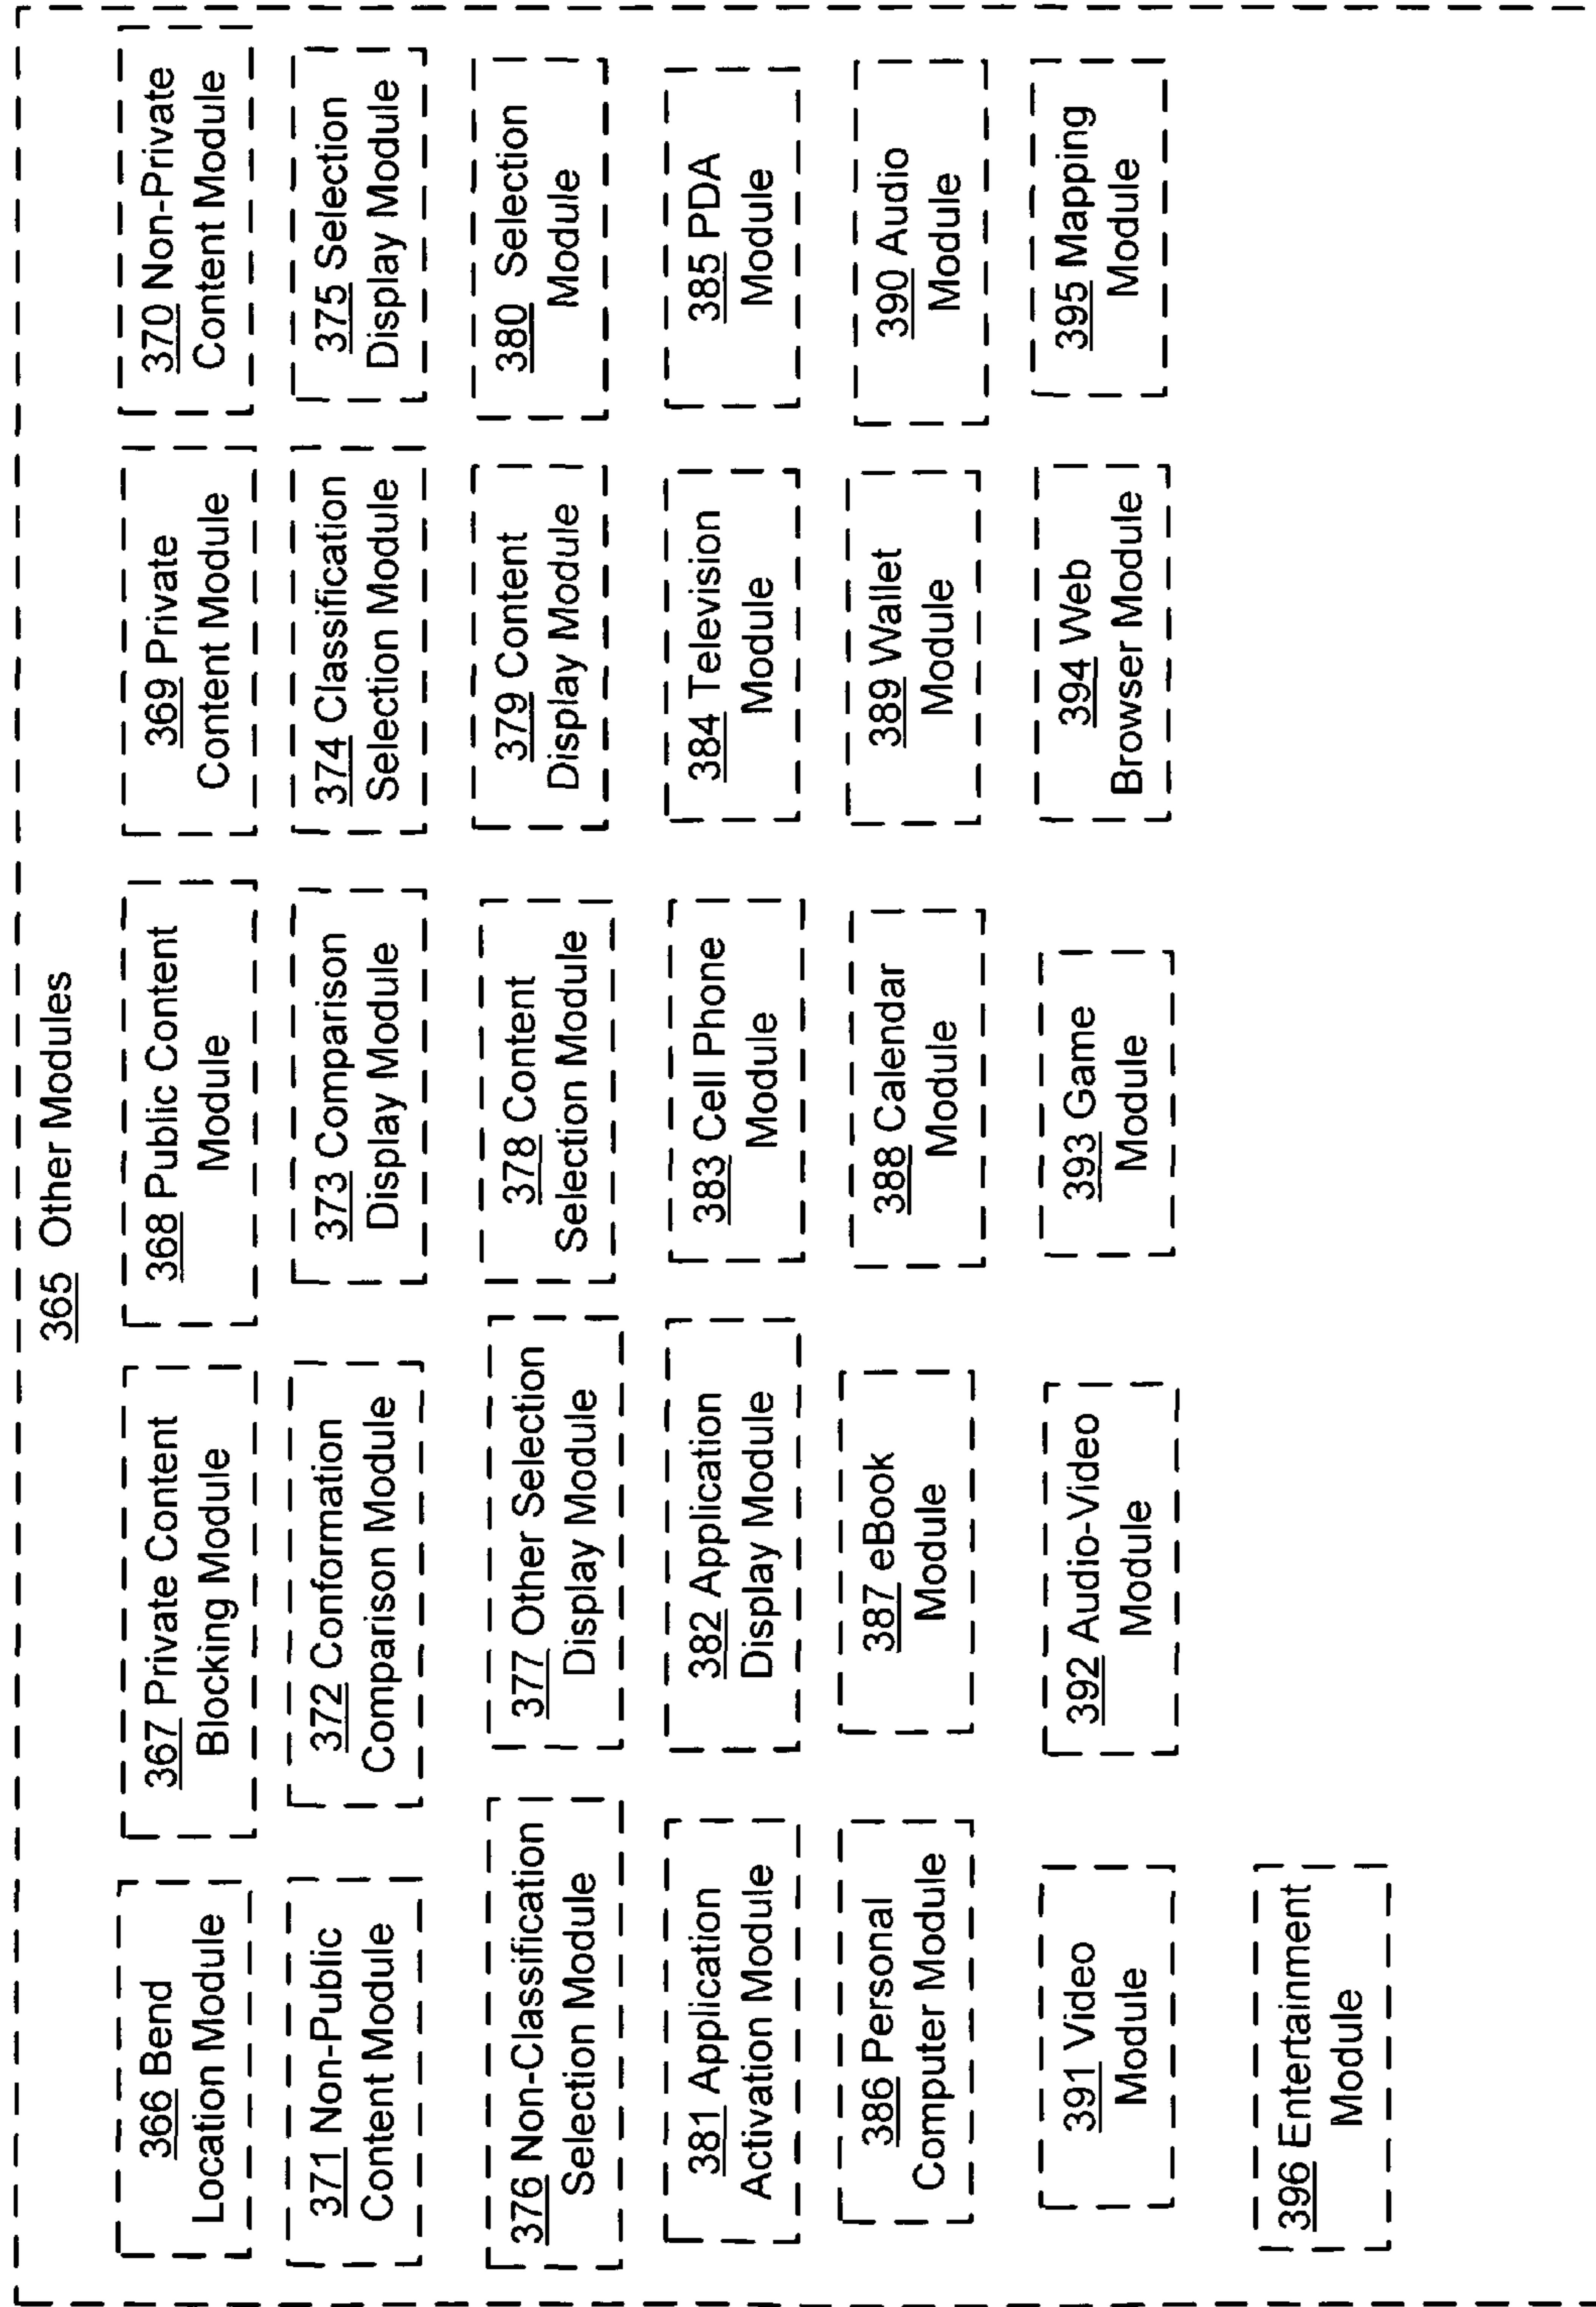 365 Other Modules
366 Bend
Location Module
367 Private Content
Blocking Module
368 Public Content
Module
369 Private
Content Module
370 Non-Private
Content Module
371 Non-Public
Content Module
372 Conformation
Comparison Module
373 Comparison
Display Module
374 Classification
Selection Module
375 Selection
Display Module
376 Non-Classification
Selection Module
377 Other Selection
Display Module
378 Content
Selection Module
379 Content
Display Module
380 Selection
Module
381 Application
Activation Module
382 Application
Display Module
383 Cell Phone
Module
384 Television
Module
385 PDA
Module
386 Personal
Computer Module
387 eBook
Module
388 Calendar
Module
389 Wallet
Module
390 Audio
Module
391 Video
Module
392 Audio-Video
Module
393 Game
Module
394 Web
Browser Module
395 Mapping
Module
396 Entertainment
Module